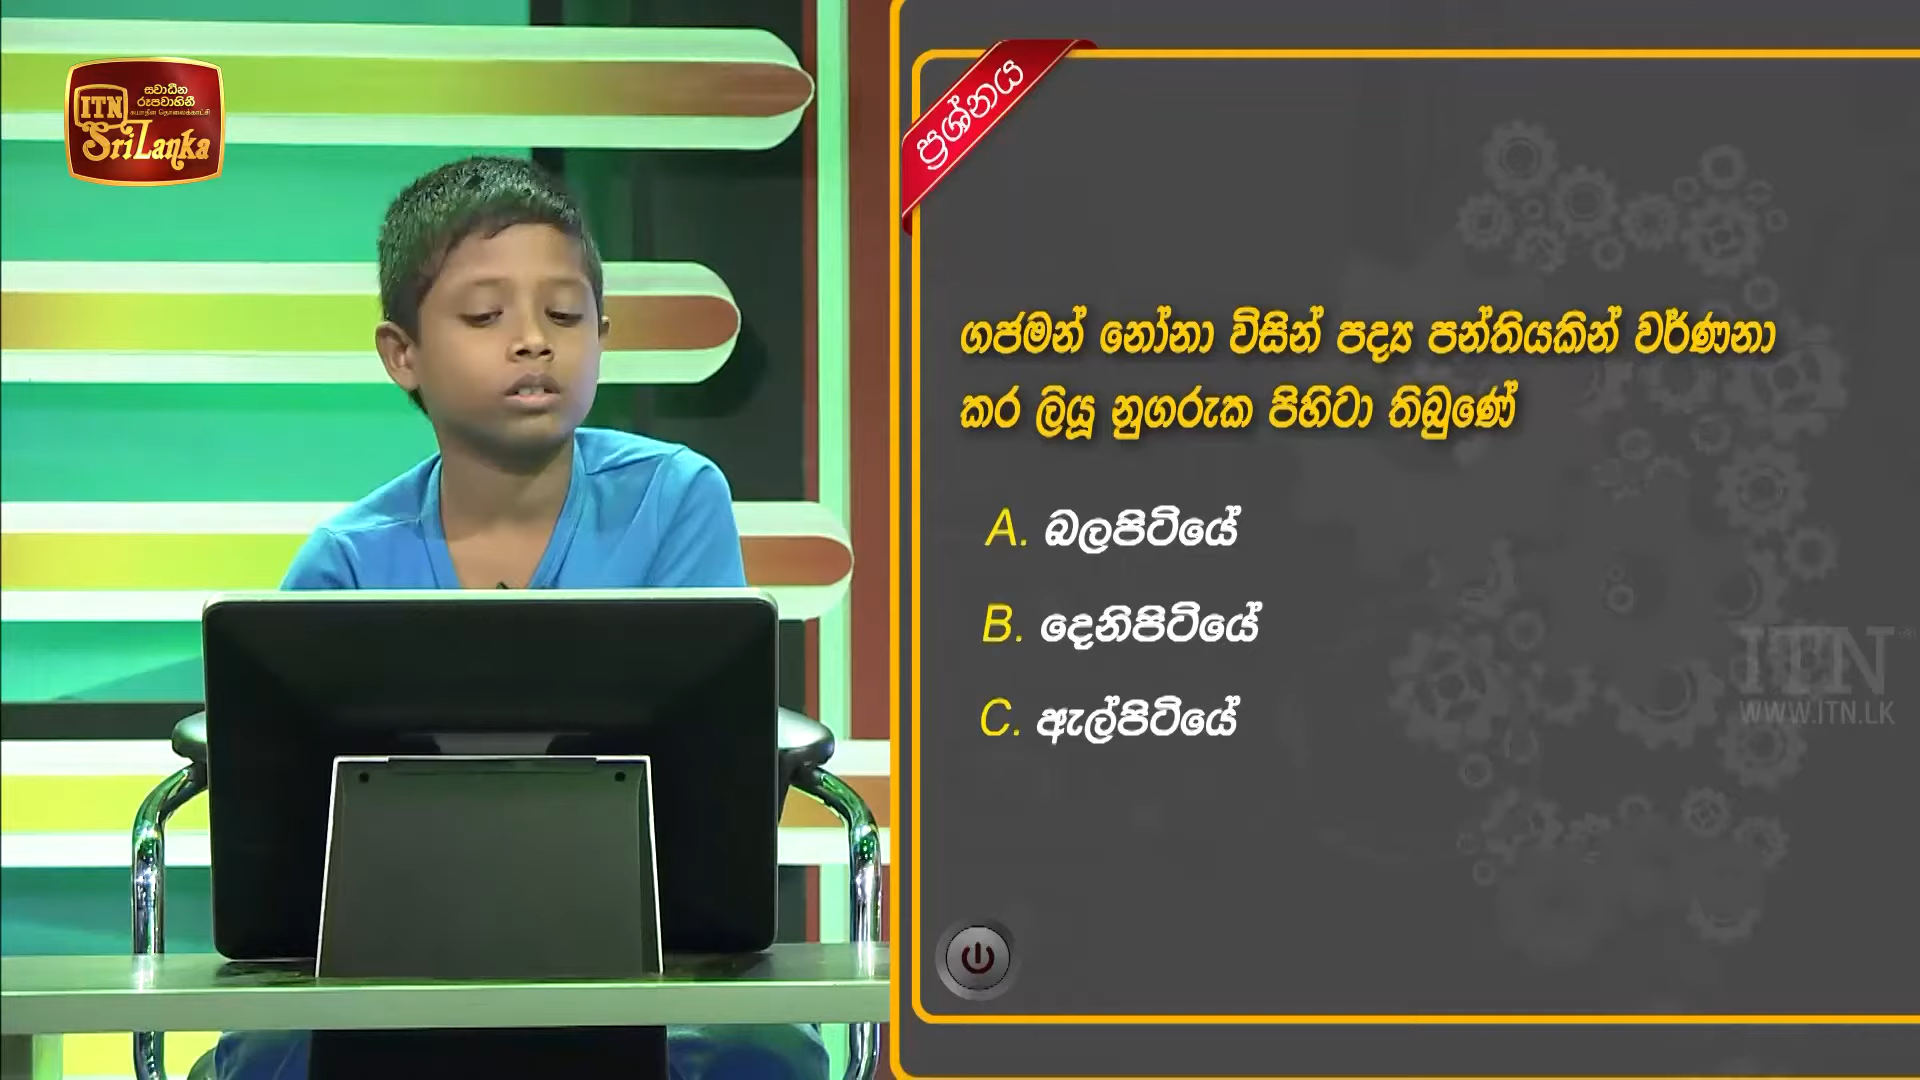 ITN
ස්වාධීන
රූපවාහිනී
Sri Lanka
ප්‍රශ්නය
ගජමන් නෝනා විසින් පද්‍ය පන්තියකින් වර්ණනා
කර ලියූ නුගරුක පිහිටා තිබුණේ
A. බලපිටියේ
B. දෙනිපිටියේ
C. ඇල්පිටියේ
ITN
WWW.ITN.LK